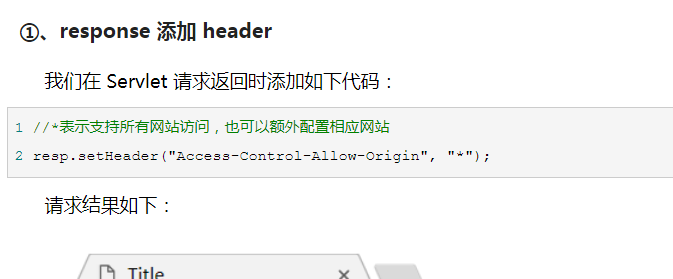 ①、response 添加 header
我们在 Servlet 请求返回时添加如下代码：
1 //*表示支持所有网站访问，也可以额外配置相应网站
2 resp.setHeader("Access-Control-Allow-Origin", "*");
请求结果如下：
Title ×